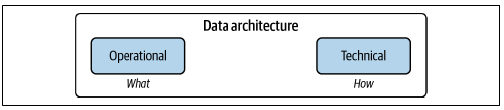 Data architecture
Operational Technical
What How